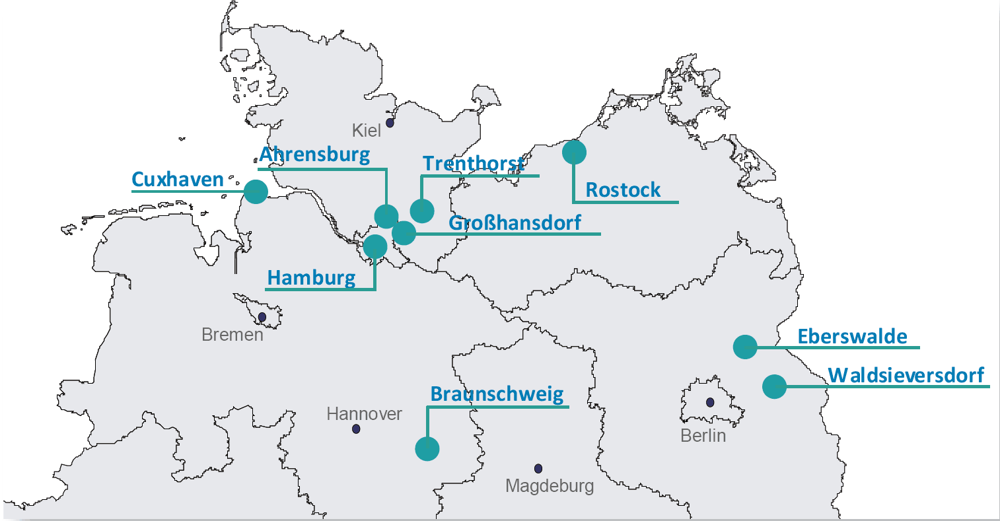 Kiel
Ahrensburg
Trenthorst
Cuxhaven
Rostock
Großhansdorf
Hamburg
Bremen
Eberswalde
Waldsieversdorf
Braunschweig
Hannover
Berlin
Magdeburg